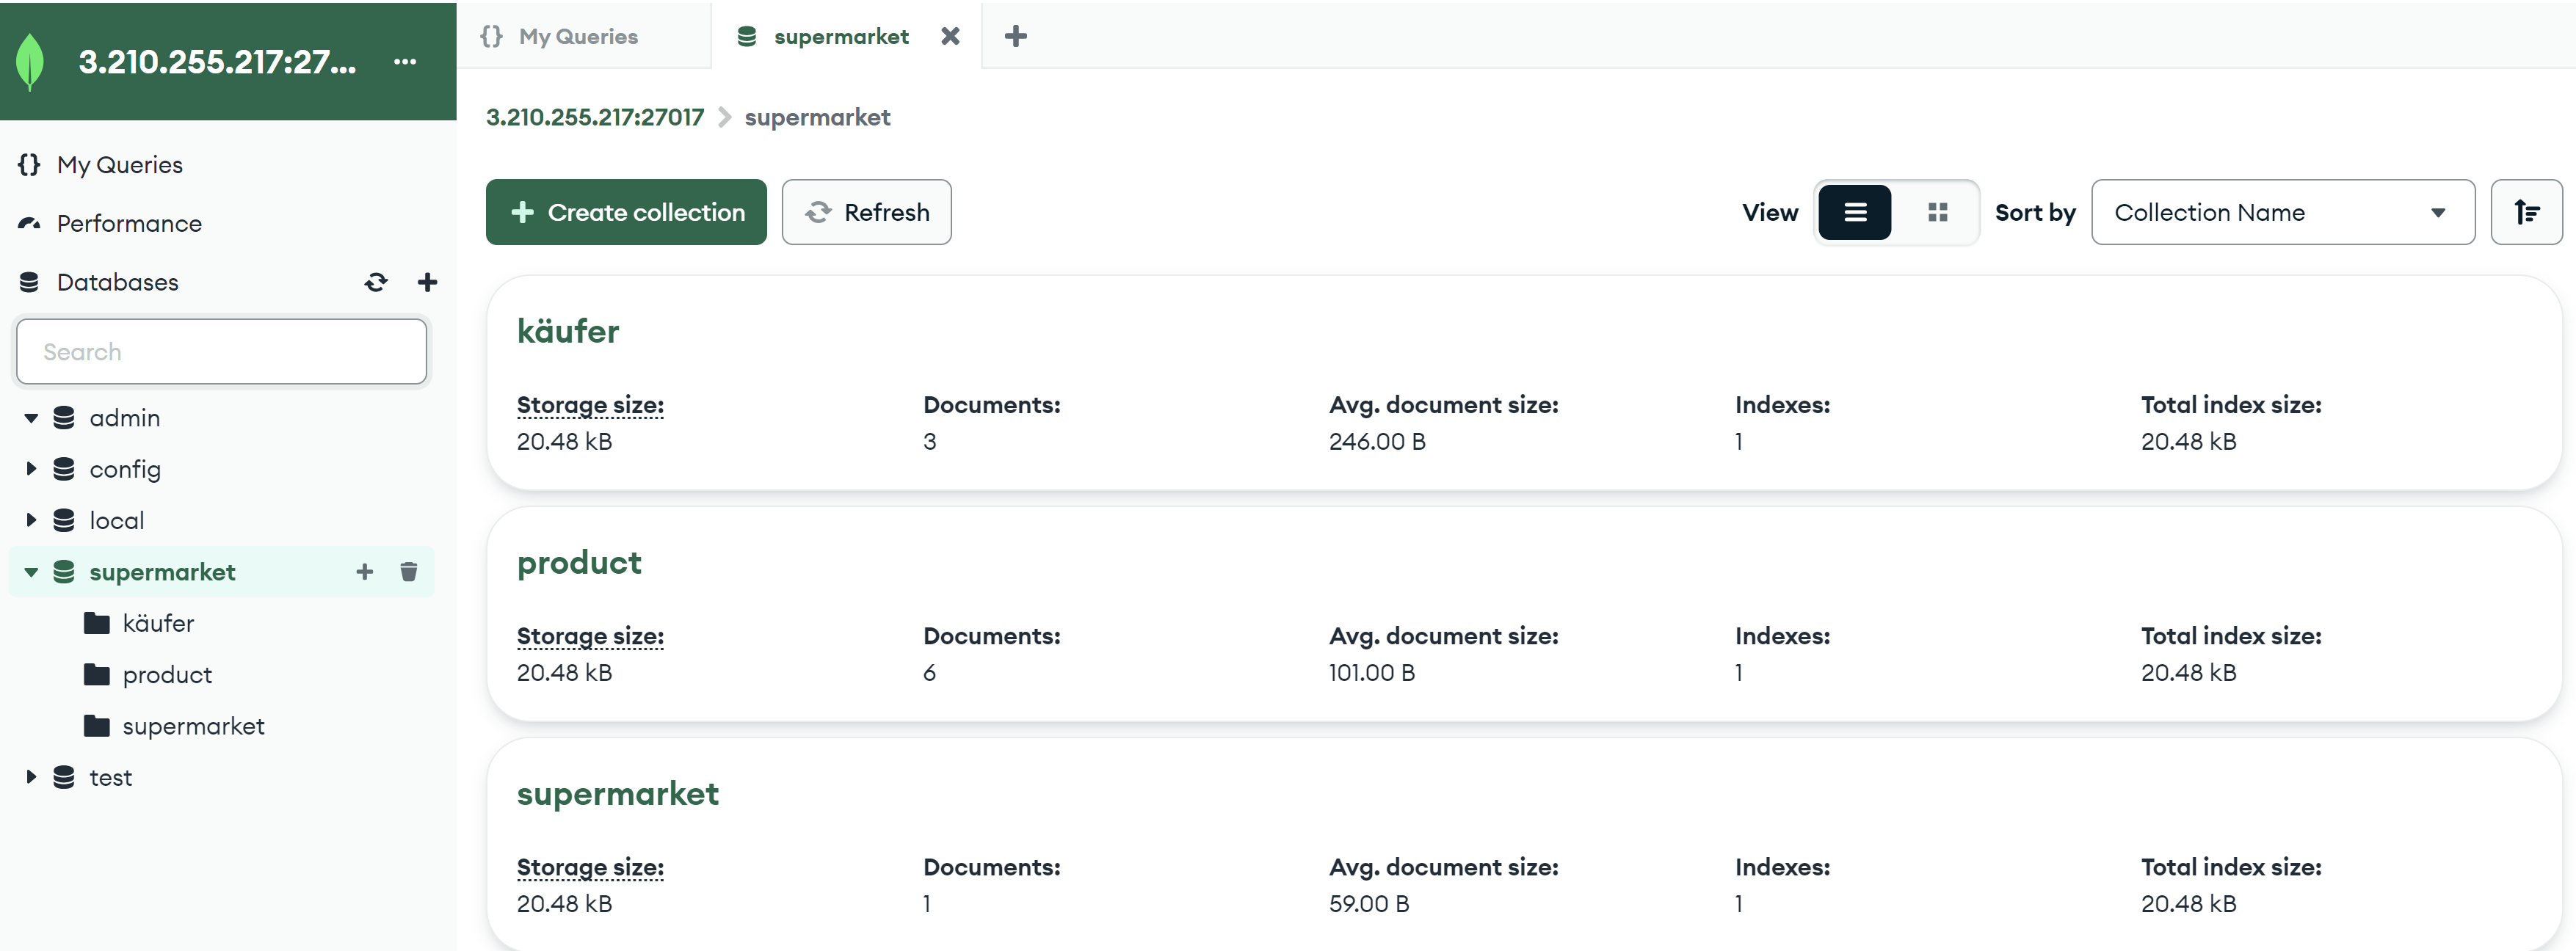 3.210.255.217:27...
My Queries
Performance
Databases
Search
admin
config
local
supermarket
käufer
product
supermarket
test
My Queries
supermarket
3.210.255.217:27017 supermarket
Create collection Refresh View Sort by Collection Name
käufer
Storage size: Documents: Avg. document size: Indexes: Total index size:
20.48 kB 3 246.00 B 1 20.48 kB
product
Storage size: Documents: Avg. document size: Indexes: Total index size:
20.48 kB 6 101.00 B 1 20.48 kB
supermarket
Storage size: Documents: Avg. document size: Indexes: Total index size:
20.48 kB 1 59.00 B 1 20.48 kB